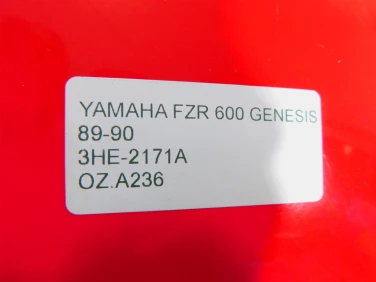 YAMAHA FZR 600 GENESIS
89-90
3HE-2171A
OZ.A236